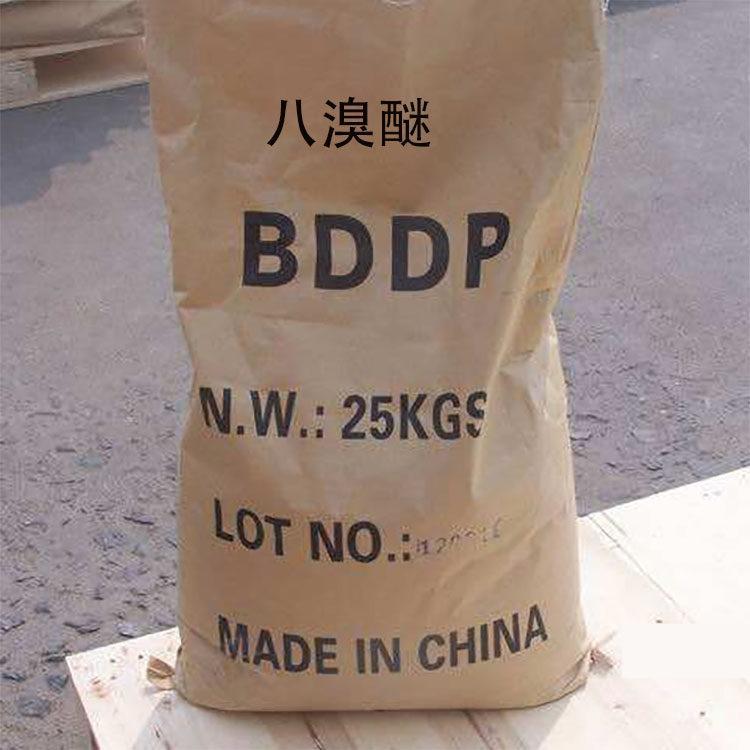 八溴醚
BDDP
N.W.: 25KGS
LOT NO.:
MADE IN CHINA